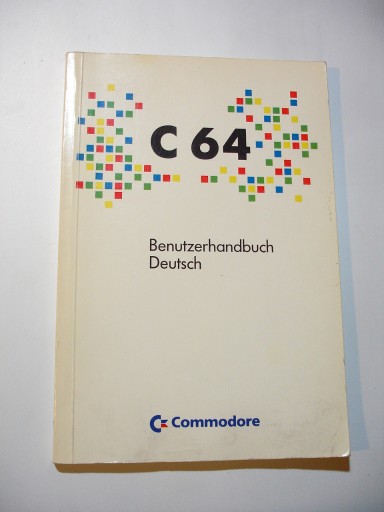 C 64
Benutzerhandbuch
Deutsch
Commodore